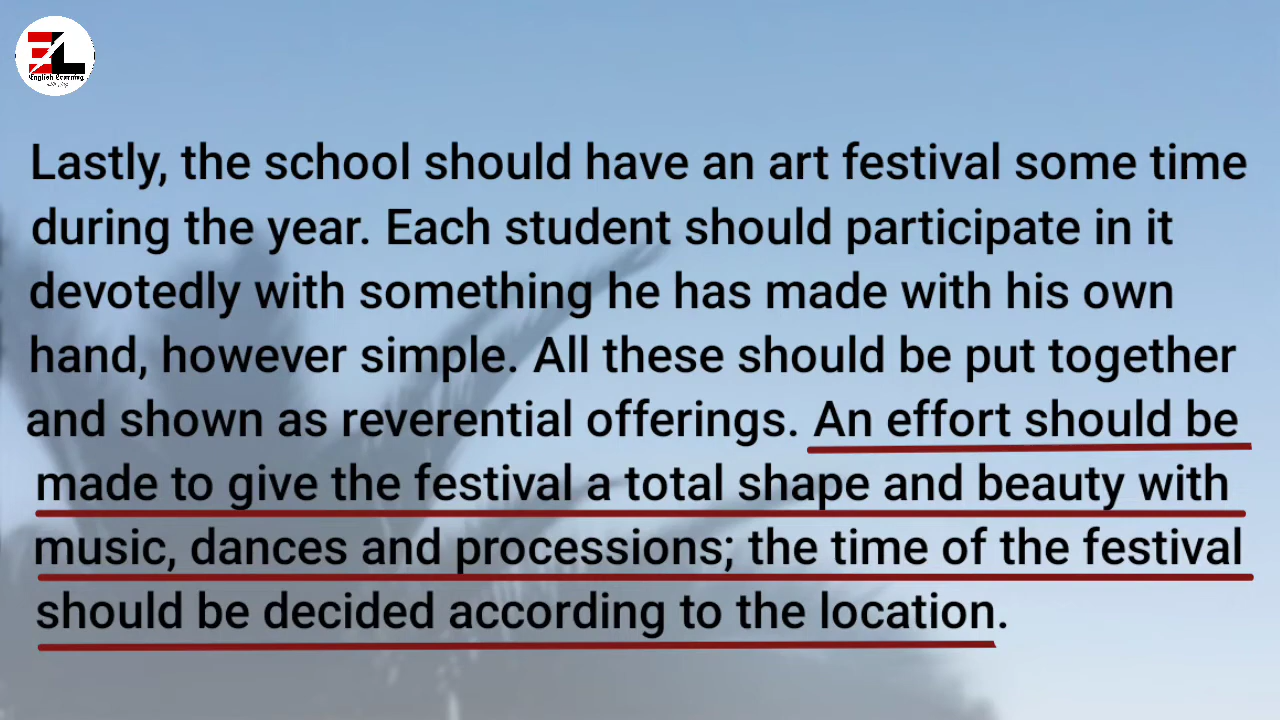 EL
English Learning
Lastly, the school should have an art festival some time
during the year. Each student should participate in it
devotedly with something he has made with his own
hand, however simple. All these should be put together
and shown as reverential offerings. An effort should be
made to give the festival a total shape and beauty with
music, dances and processions; the time of the festival
should be decided according to the location.